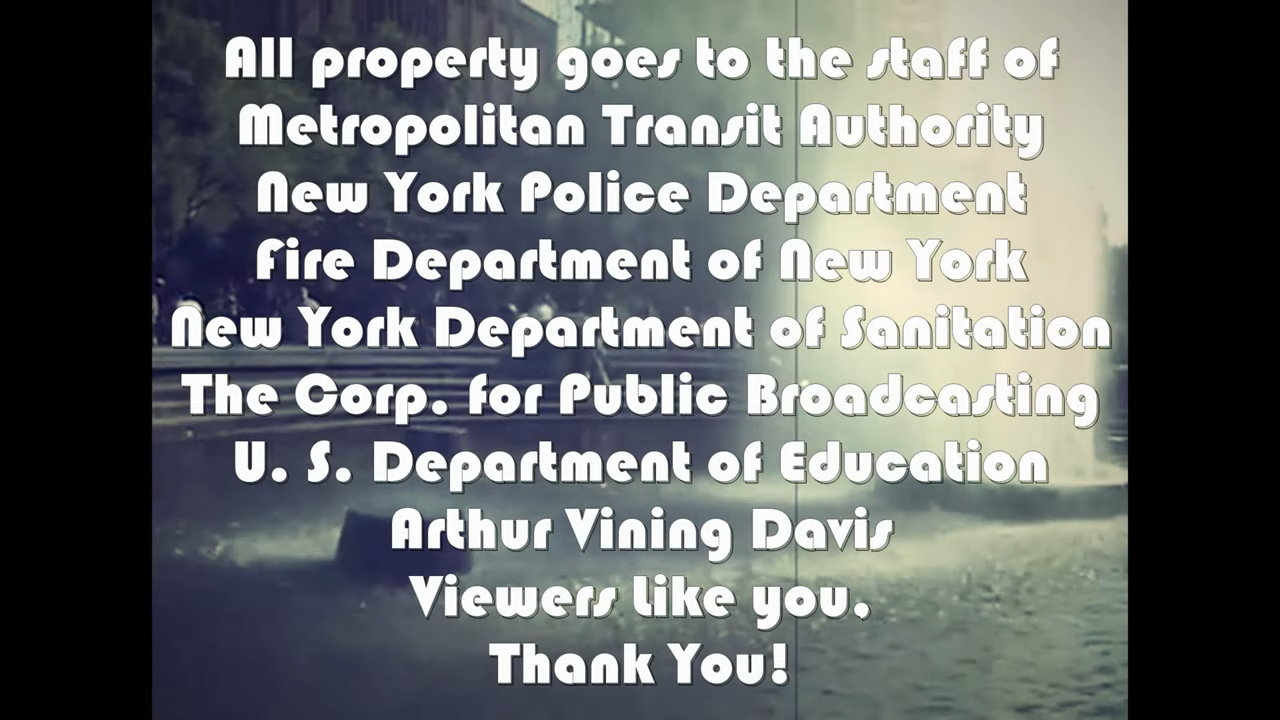 All property goes to the staff of
Metropolitan Transit Authority
New York Police Department
Fire Department of New York
New York Department of Sanitation
The Corp. for Public Broadcasting
U. S. Department of Education
Arthur Vining Davis
Viewers Like you,
Thank You!